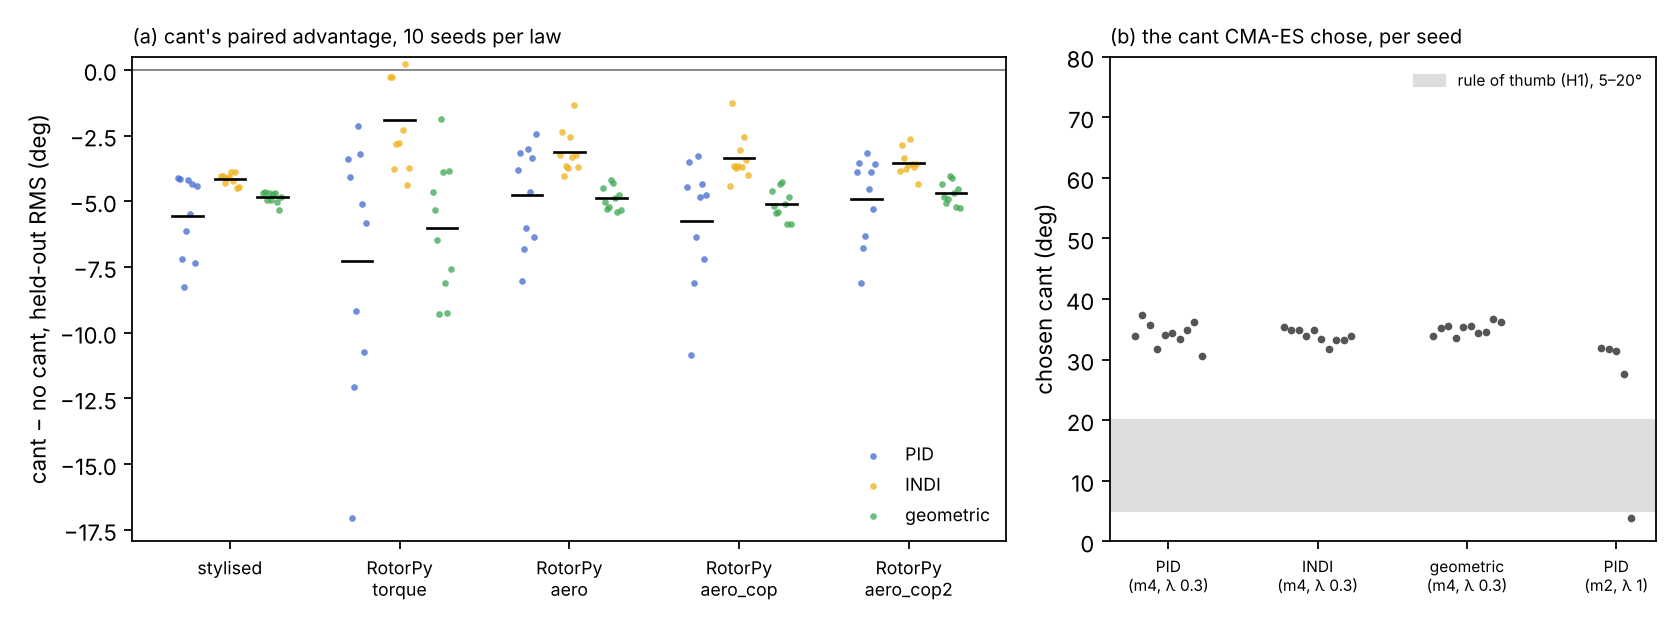 (a) cant's paired advantage, 10 seeds per law
cant − no cant, held-out RMS (deg)
0.0
−2.5
−5.0
−7.5
−10.0
−12.5
−15.0
−17.5
PID
INDI
geometric
stylised
RotorPy
torque
RotorPy
aero
RotorPy
aero_cop
RotorPy
aero_cop2
(b) the cant CMA-ES chose, per seed
chosen cant (deg)
80
70
60
50
40
30
20
10
0
rule of thumb (H1), 5–20°
PID
(m4, λ 0.3)
INDI
(m4, λ 0.3)
geometric
(m4, λ 0.3)
PID
(m2, λ 1)